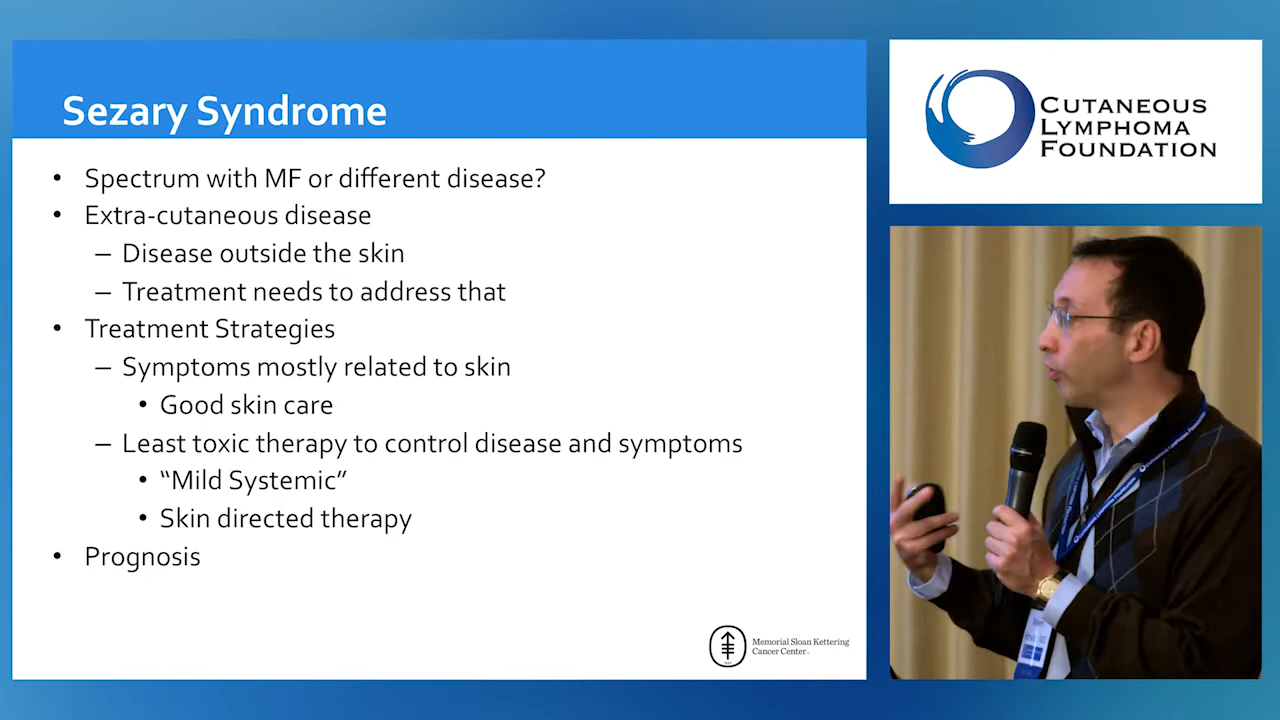 Sezary Syndrome
• Spectrum with MF or different disease?
• Extra-cutaneous disease
– Disease outside the skin
– Treatment needs to address that
• Treatment Strategies
– Symptoms mostly related to skin
• Good skin care
– Least toxic therapy to control disease and symptoms
• “Mild Systemic”
• Skin directed therapy
• Prognosis
Memorial Sloan Kettering
Cancer Center
CUTANEOUS
LYMPHOMA
FOUNDATION